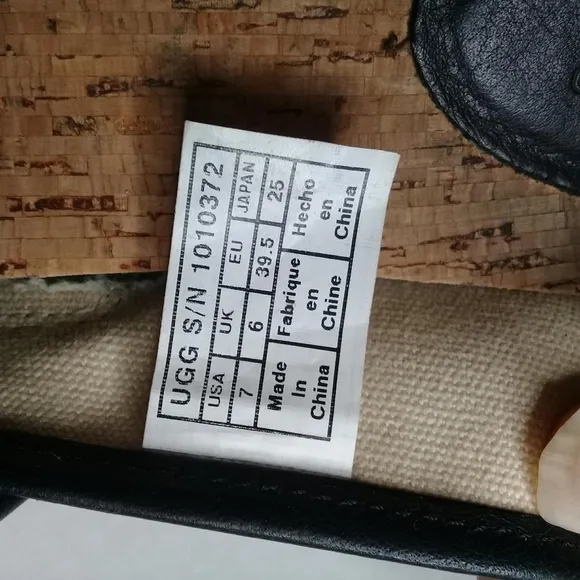 UGG S/N 1010372
USA UK EU JAPAN
7 6 39.5 25
Made In China
Fabrique en Chine
Hecho en China